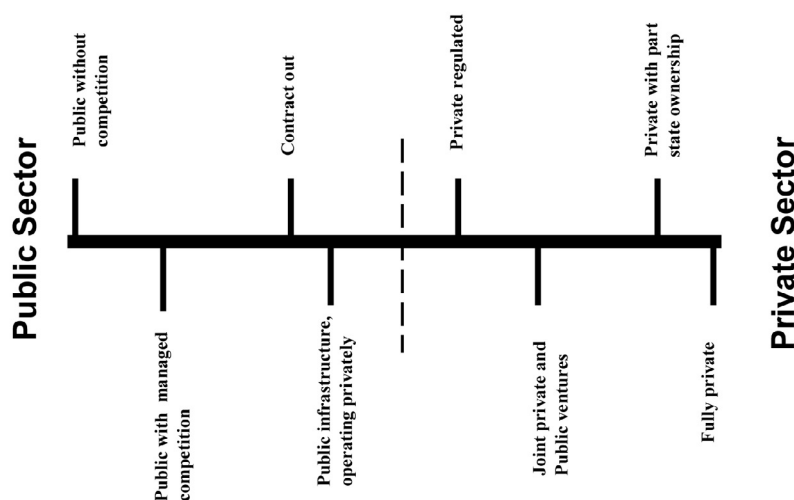 Public Sector
Public without
competition
Public with managed
competition
Contract out
Public infrastructure,
operating privately
Private regulated
Joint private and
Public ventures
Private with part
state ownership
Fully private
Private Sector